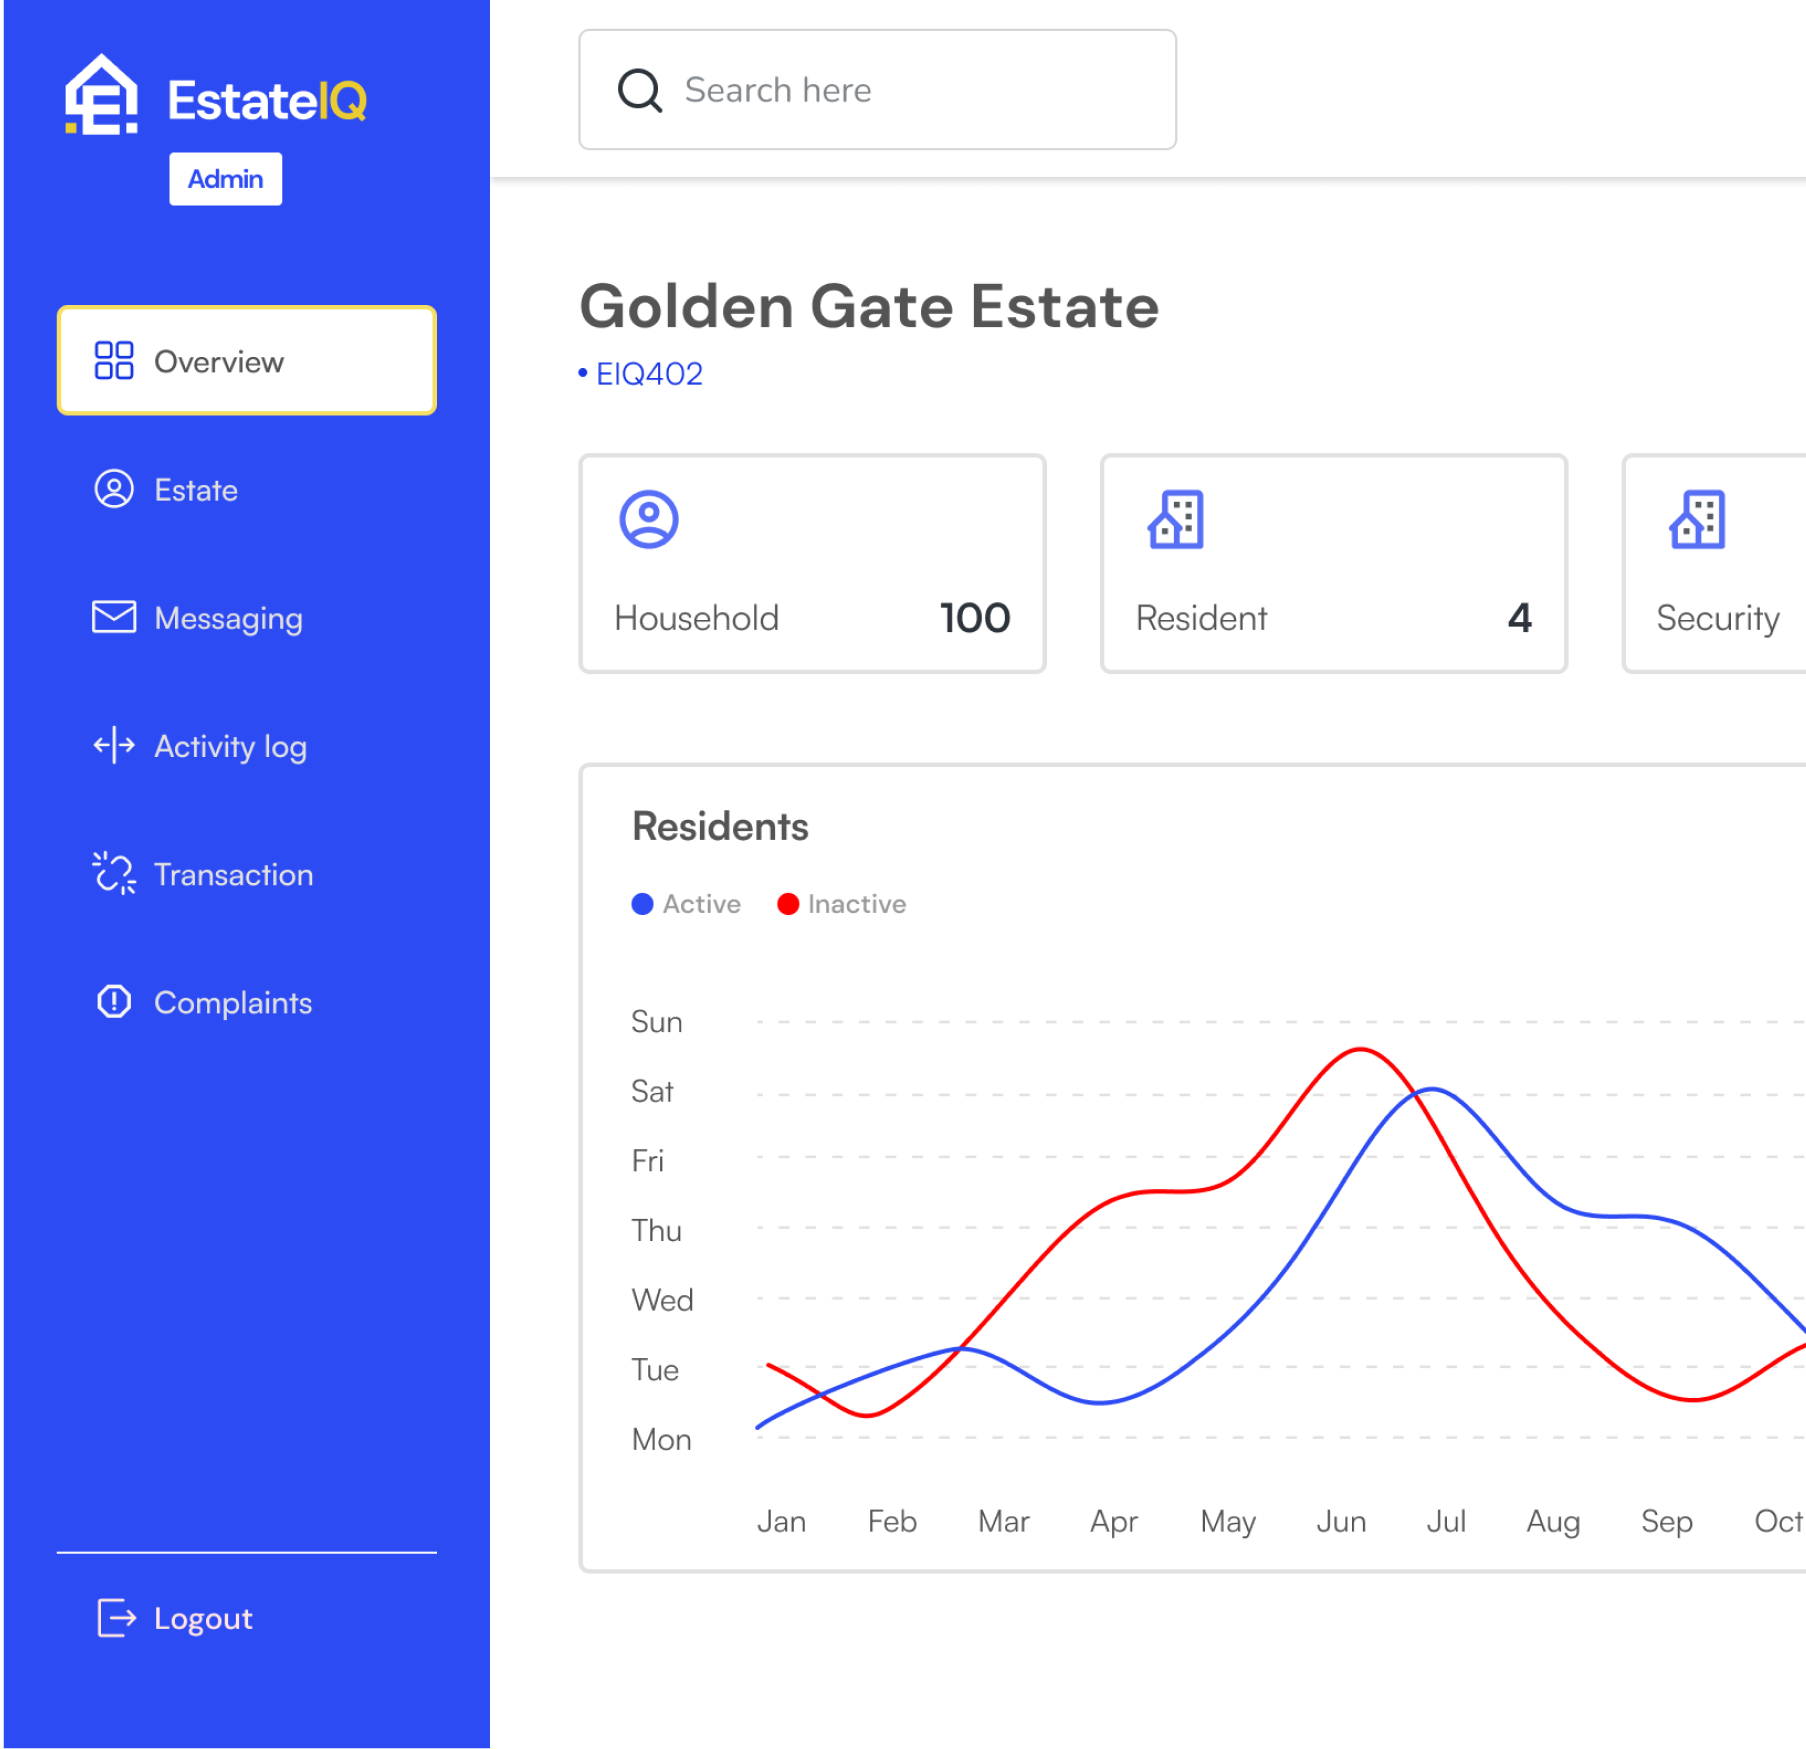 EstateIQ
Admin
Overview
Estate
Messaging
Activity log
Transaction
Complaints
Logout
Search here
Golden Gate Estate
• EIQ402
Household 100
Resident 4
Security
Residents
Active Inactive
Sun
Sat
Fri
Thu
Wed
Tue
Mon
Jan Feb Mar Apr May Jun Jul Aug Sep Oct